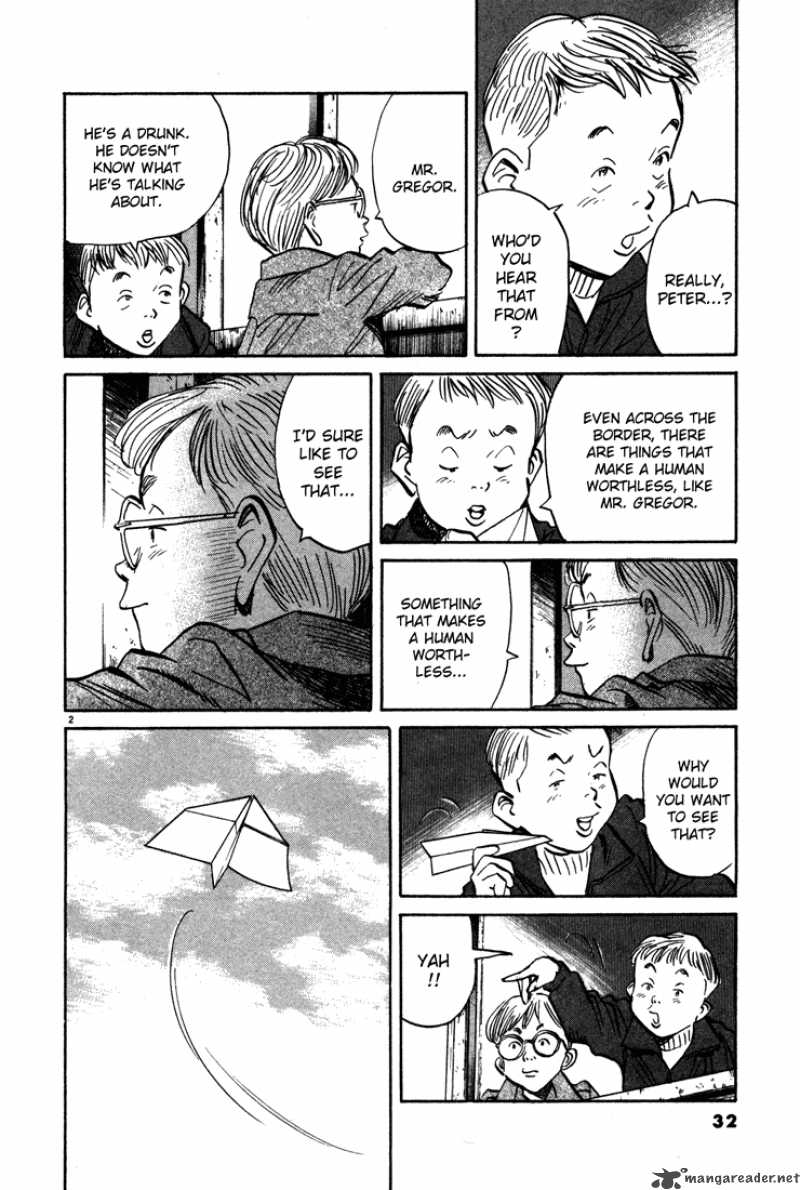 REALLY,
PETER...?
WHO'D
YOU
HEAR
THAT
FROM
?
MR.
GREGOR.
HE'S A DRUNK.
HE DOESN'T
KNOW WHAT
HE'S TALKING
ABOUT.
EVEN ACROSS THE
BORDER, THERE
ARE THINGS THAT
MAKE A HUMAN
WORTHLESS, LIKE
MR. GREGOR.
SOMETHING
THAT MAKES
A HUMAN
WORTH-
LESS...
I'D SURE
LIKE TO
SEE
THAT...
2
WHY
WOULD
YOU WANT
TO SEE
THAT?
YAH
!!
32
mangareader.net